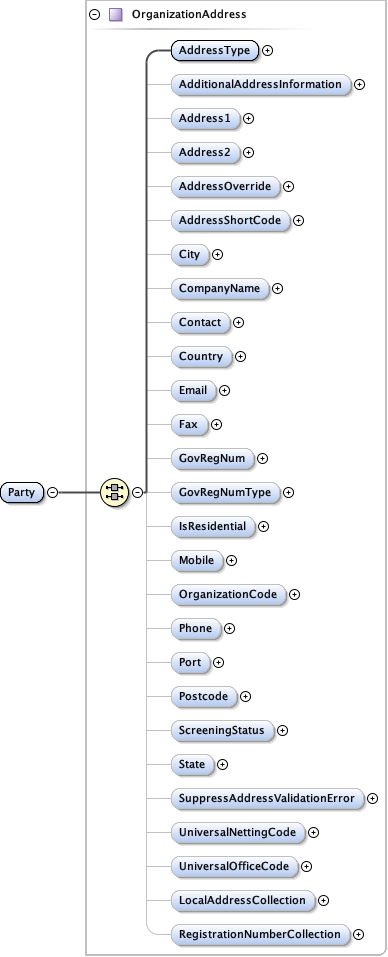 OrganizationAddress
AddressType
AdditionalAddressInformation
Address1
Address2
AddressOverride
AddressShortCode
City
CompanyName
Contact
Country
Email
Fax
GovRegNum
Party
GovRegNumType
IsResidential
Mobile
OrganizationCode
Phone
Port
Postcode
ScreeningStatus
State
SuppressAddressValidationError
UniversalNettingCode
UniversalOfficeCode
LocalAddressCollection
RegistrationNumberCollection